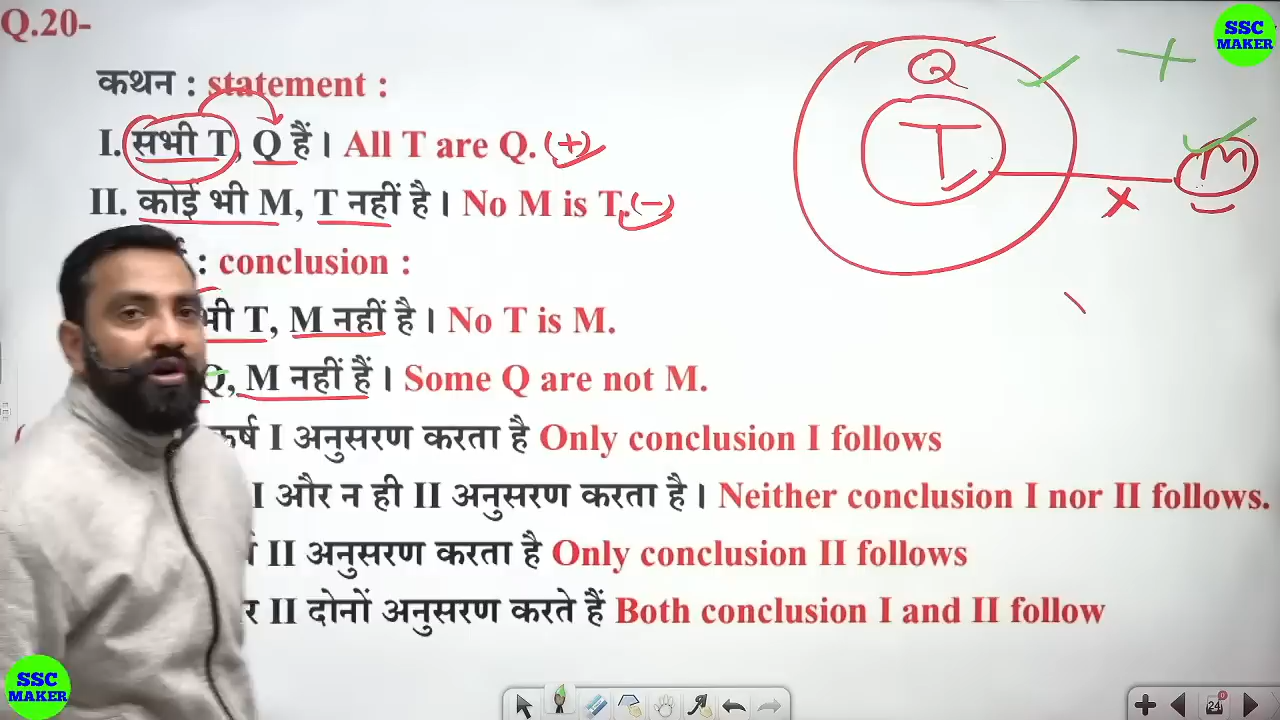 Q.20-
SSC
MAKER
कथन : statement :
I. सभी T, Q हैं। All T are Q. (+)
II. कोई भी M, T नहीं है। No M is T. (-)
: conclusion :
T, M नहीं है। No T is M.
Q, M नहीं हैं। Some Q are not M.
I अनुसरण करता है Only conclusion I follows
I और न ही II अनुसरण करता है। Neither conclusion I nor II follows.
II अनुसरण करता है Only conclusion II follows
II दोनों अनुसरण करते हैं Both conclusion I and II follow
Q
T
M
SSC
MAKER
24